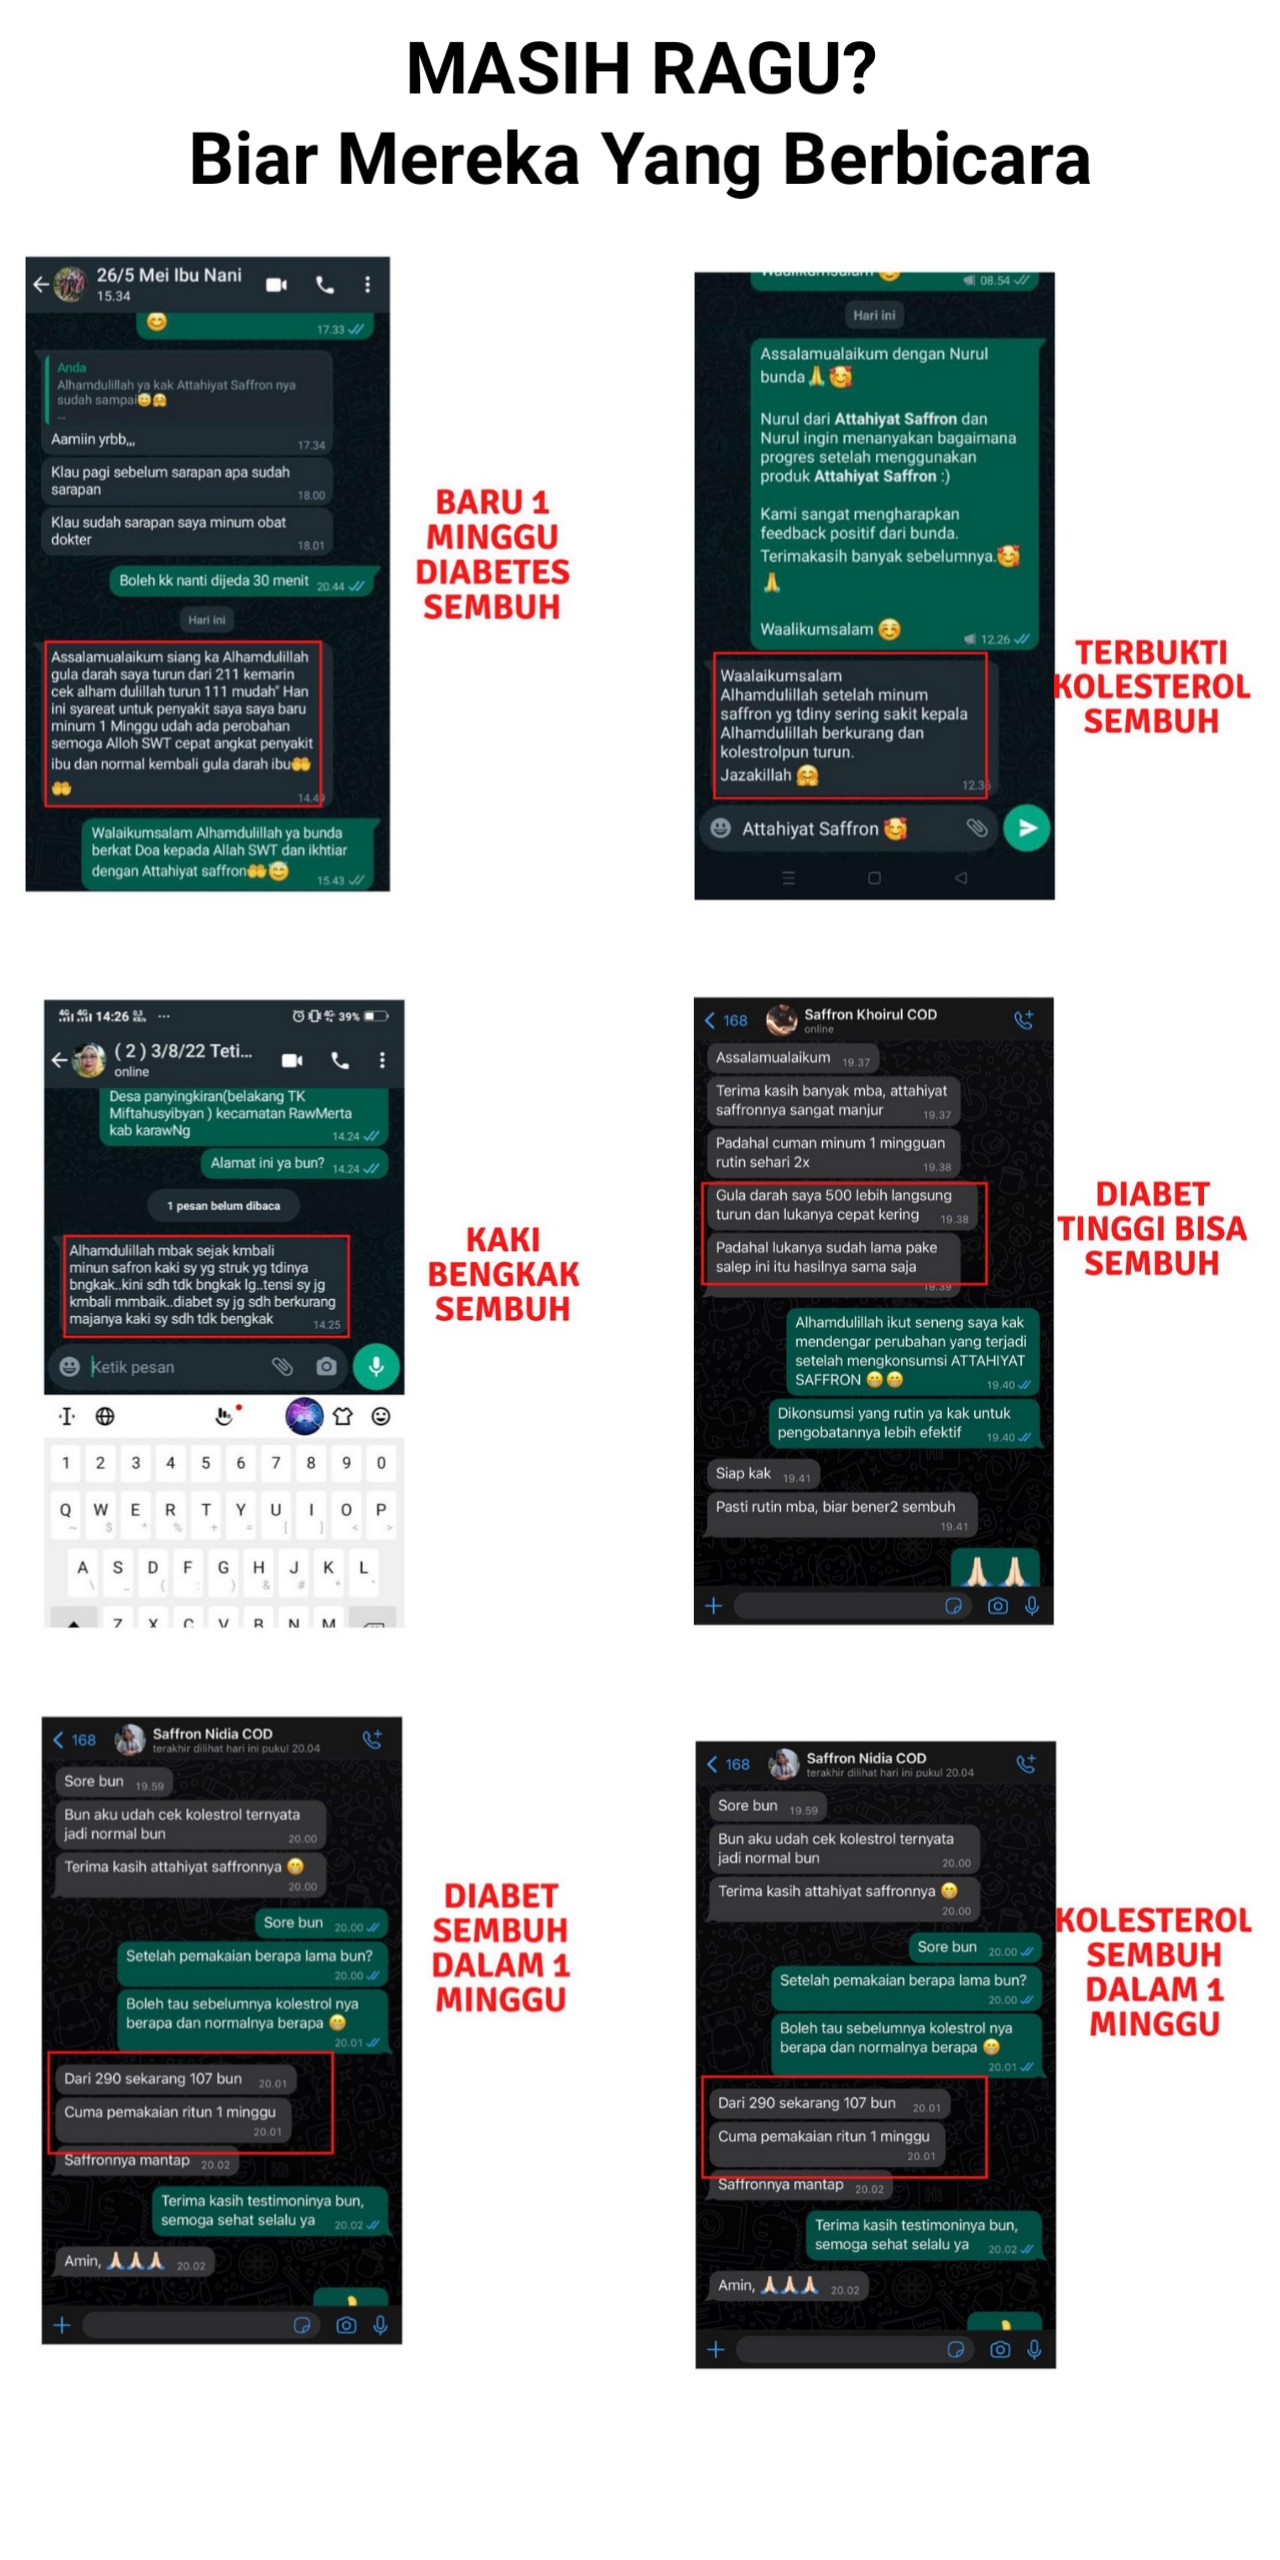 MASIH RAGU?
Biar Mereka Yang Berbicara
26/5 Mei Ibu Nani
15.34
17.33
Anda
Alhamdulillah ya kak Attahiyat Saffron nya
sudah sampai😅🤗
...
Aamiin yrbb,,,
17.34
Klau pagi sebelum sarapan apa sudah
sarapan
18.00
Klau sudah sarapan saya minum obat
dokter
18.01
Boleh kk nanti dijeda 30 menit 20.44
Hari ini
Assalamualaikum siang ka Alhamdulillah
gula darah saya turun dari 211 kemarin
cek alham dulillah turun 111 mudah" Han
ini syareat untuk penyakit saya saya baru
minum 1 Minggu udah ada perobahan
semoga Alloh SWT cepat angkat penyakit
ibu dan normal kembali gula darah ibu🤲
🤲
14.49
Walaikumsalam Alhamdulillah ya bunda
berkat Doa kepada Allah SWT dan ikhtiar
dengan Attahiyat saffron🤲😅
15.43
BARU 1
MINGGU
DIABETES
SEMBUH
08.54
Hari ini
Assalamualaikum dengan Nurul
bunda🙏🥰
Nurul dari Attahiyat Saffron dan
Nurul ingin menanyakan bagaimana
progres setelah menggunakan
produk Attahiyat Saffron :)
Kami sangat mengharapkan
feedback positif dari bunda.
Terimakasih banyak sebelumnya.🥰
🙏
Waalikumsalam ☺️
12.26
Waalaikumsalam
Alhamdulillah setelah minum
saffron yg tdiny sering sakit kepala
Alhamdulillah berkurang dan
kolestrolpun turun.
Jazakillah 🤗
Attahiyat Saffron🥰
TERBUKTI
KOLESTEROL
SEMBUH
14:26 39%
( 2 ) 3/8/22 Teti...
online
Desa panyingkiran(belakang TK
Miftahusyibyan ) kecamatan RawMerta
kab karawNg
14.24
Alamat ini ya bun? 14.24
1 pesan belum dibaca
Alhamdulillah mbak sejak kmbali
minun safron kaki sy yg struk yg tdinya
bngkak..kini sdh tdk bngkak lg..tensi sy jg
kmbali mmbaik..diabet sy jg sdh berkurang
majanya kaki sy sdh tdk bengkak
14.25
Ketik pesan
1 2 3 4 5 6 7 8 9 0
Q W E R T Y U I O P
A S D F G H J K L
Z X C V B N M
KAKI
BENGKAK
SEMBUH
168 Saffron Khoirul COD
online
Assalamualaikum 19.37
Terima kasih banyak mba, attahiyat
saffronnya sangat manjur 19.37
Padahal cuman minum 1 mingguan
rutin sehari 2x 19.38
Gula darah saya 500 lebih langsung
turun dan lukanya cepat kering 19.38
Padahal lukanya sudah lama pake
salep ini itu hasilnya sama saja
19.39
Alhamdulillah ikut seneng saya kak
mendengar perubahan yang terjadi
setelah mengkonsumsi ATTAHIYAT
SAFFRON 😁😁 19.40
Dikonsumsi yang rutin ya kak untuk
pengobatannya lebih efektif 19.40
Siap kak 19.41
Pasti rutin mba, biar bener2 sembuh
19.41
DIABET
TINGGI BISA
SEMBUH
168 Saffron Nidia COD
terakhir dilihat hari ini pukul 20.04
Sore bun 19.59
Bun aku udah cek kolestrol ternyata
jadi normal bun 20.00
Terima kasih attahiyat saffronnya 😁
20.00
Sore bun 20.00
Setelah pemakaian berapa lama bun?
20.00
Boleh tau sebelumnya kolestrol nya
berapa dan normalnya berapa 😁
20.01
Dari 290 sekarang 107 bun 20.01
Cuma pemakaian ritun 1 minggu
20.01
Saffronnya mantap 20.02
Terima kasih testimoninya bun,
semoga sehat selalu ya 20.02
Amin, 🙏🙏🙏 20.02
DIABET
SEMBUH
DALAM 1
MINGGU
168 Saffron Nidia COD
terakhir dilihat hari ini pukul 20.04
Sore bun 19.59
Bun aku udah cek kolestrol ternyata
jadi normal bun 20.00
Terima kasih attahiyat saffronnya 😁
20.00
Sore bun 20.00
Setelah pemakaian berapa lama bun?
20.00
Boleh tau sebelumnya kolestrol nya
berapa dan normalnya berapa 😁
20.01
Dari 290 sekarang 107 bun 20.01
Cuma pemakaian ritun 1 minggu
20.01
Saffronnya mantap 20.02
Terima kasih testimoninya bun,
semoga sehat selalu ya 20.02
Amin, 🙏🙏🙏 20.02
KOLESTEROL
SEMBUH
DALAM 1
MINGGU